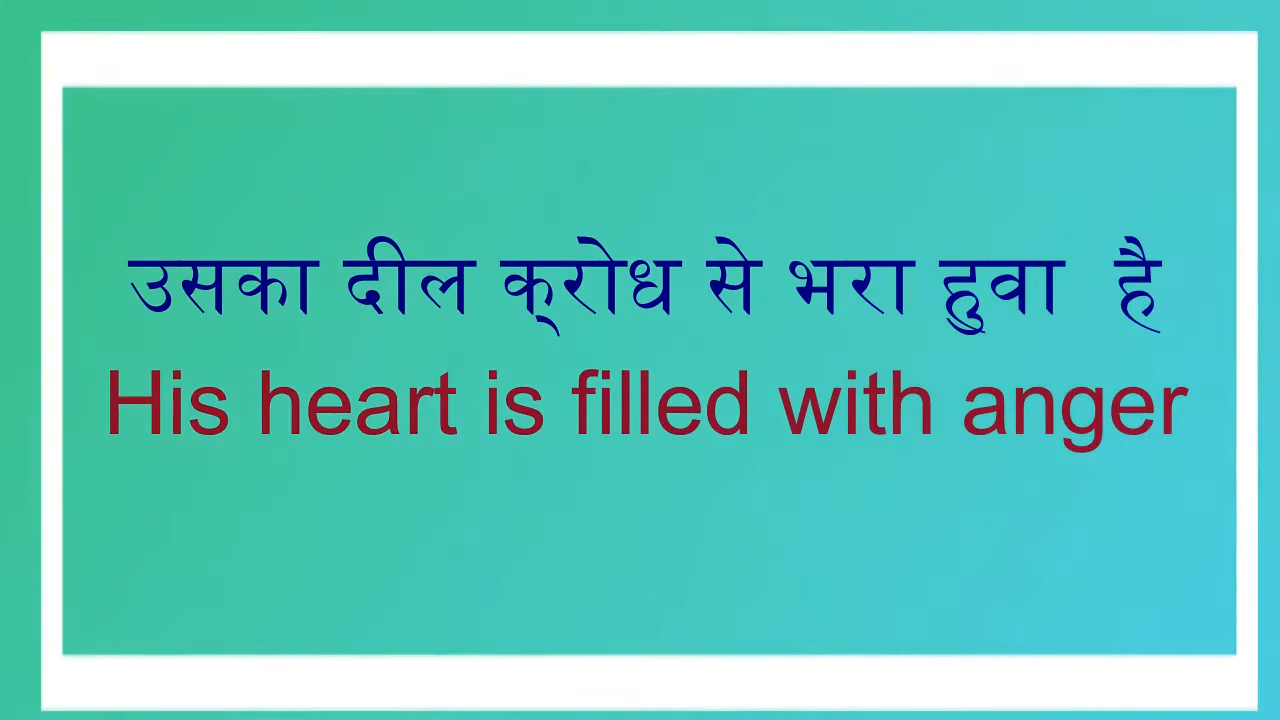 उसका दील क्‌रोध से भरा हुवा है
His heart is filled with anger